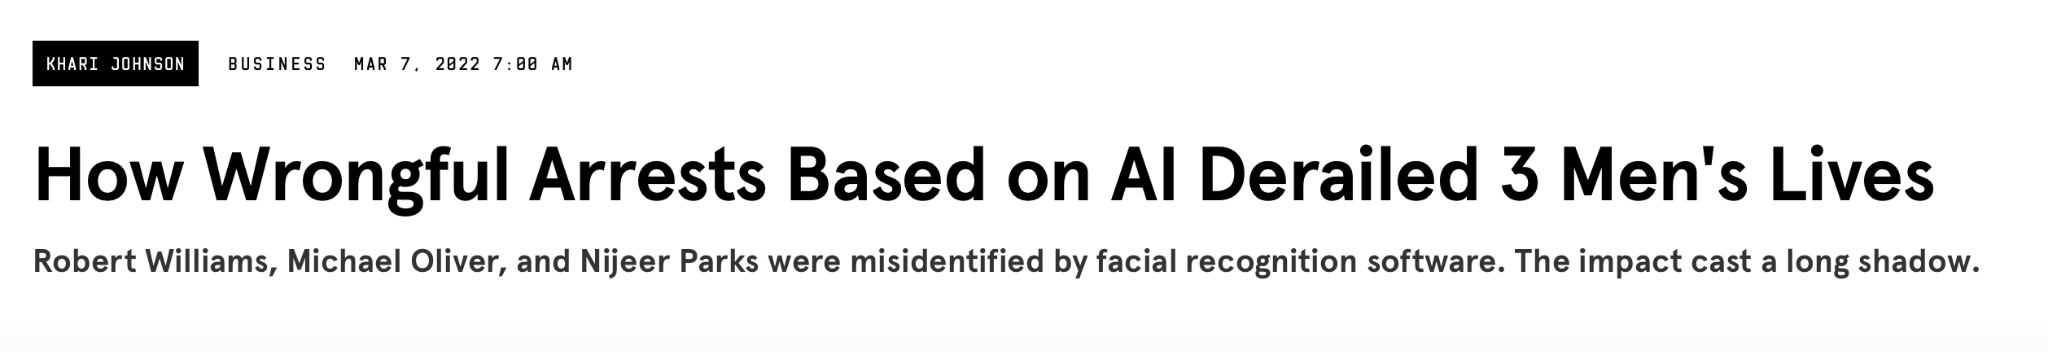 KHARI JOHNSON BUSINESS MAR 7, 2022 7:00 AM
How Wrongful Arrests Based on AI Derailed 3 Men's Lives
Robert Williams, Michael Oliver, and Nijeer Parks were misidentified by facial recognition software. The impact cast a long shadow.